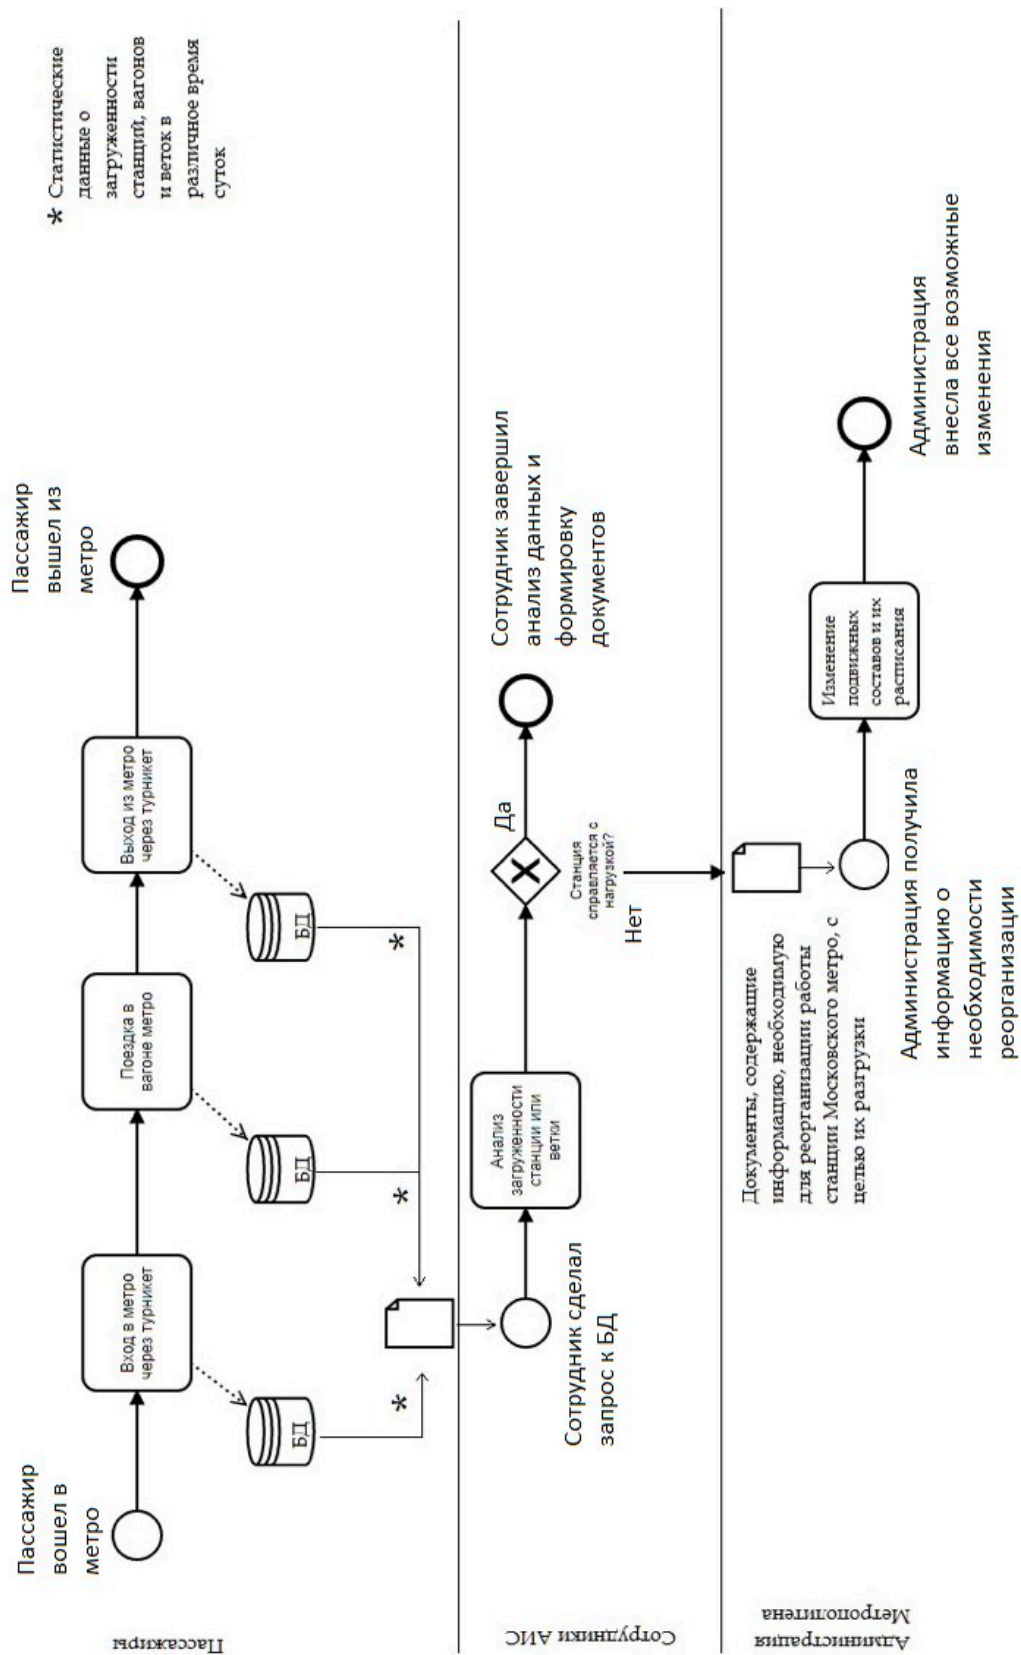 Пассажиры
Пассажир
вошел в
метро
Вход в метро
через турникет
Поездка в
вагоне метро
Выход из метро
через турникет
Пассажир
вышел из
метро
* Статистические
данные о
загруженности
станций, вагонов
и веток в
различное время
суток
БД
БД
БД
*
*
*
Сотрудники АИС
Сотрудник сделал
запрос к БД
Анализ
загруженности
станции или
ветки
X
Да
Станция
справляется с
нагрузкой?
Нет
Сотрудник завершил
анализ данных и
формировку
документов
Администрация
Метрополитена
Документы, содержащие
информацию, необходимую
для реорганизации работы
станции Московского метро, с
целью их разгрузки
Администрация получила
информацию о
необходимости
реорганизации
Изменение
подвижных
составов и их
расписания
Администрация
внесла все возможные
изменения